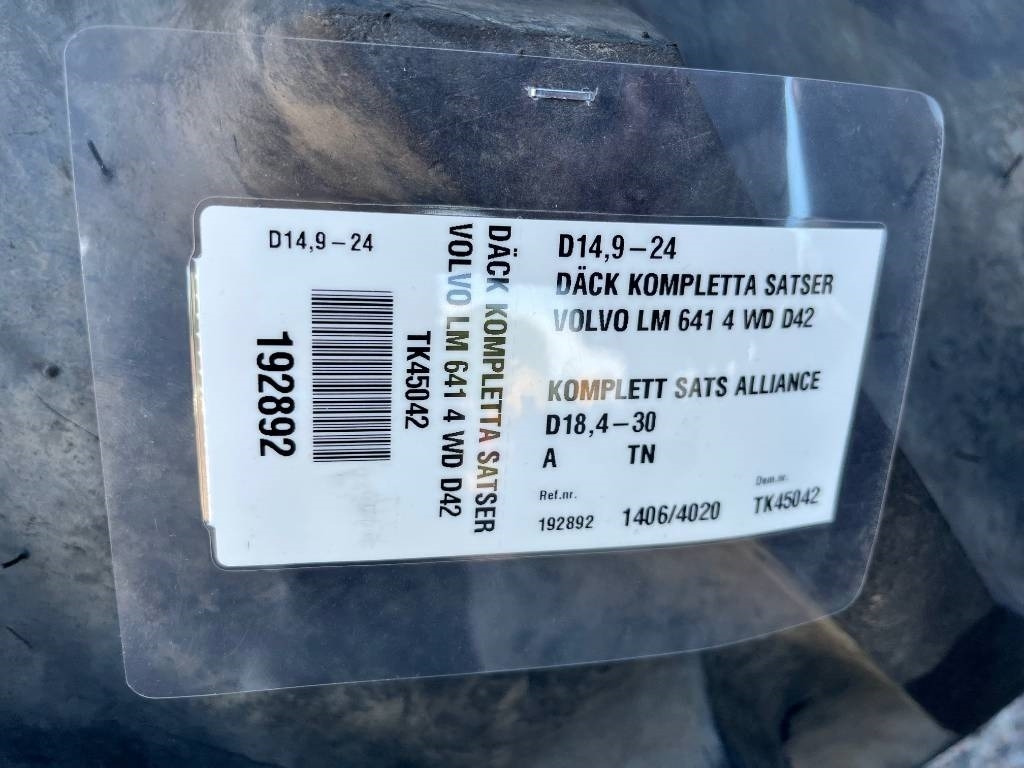 D14,9-24
192892
TK45042
VOLVO LM 641 4 WD D42
DÄCK KOMPLETTA SATSER
D14,9-24
DÄCK KOMPLETTA SATSER
VOLVO LM 641 4 WD D42
KOMPLETT SATS ALLIANCE
D18,4-30
A TN
Ref.nr. Dem.nr.
192892 1406/4020 TK45042